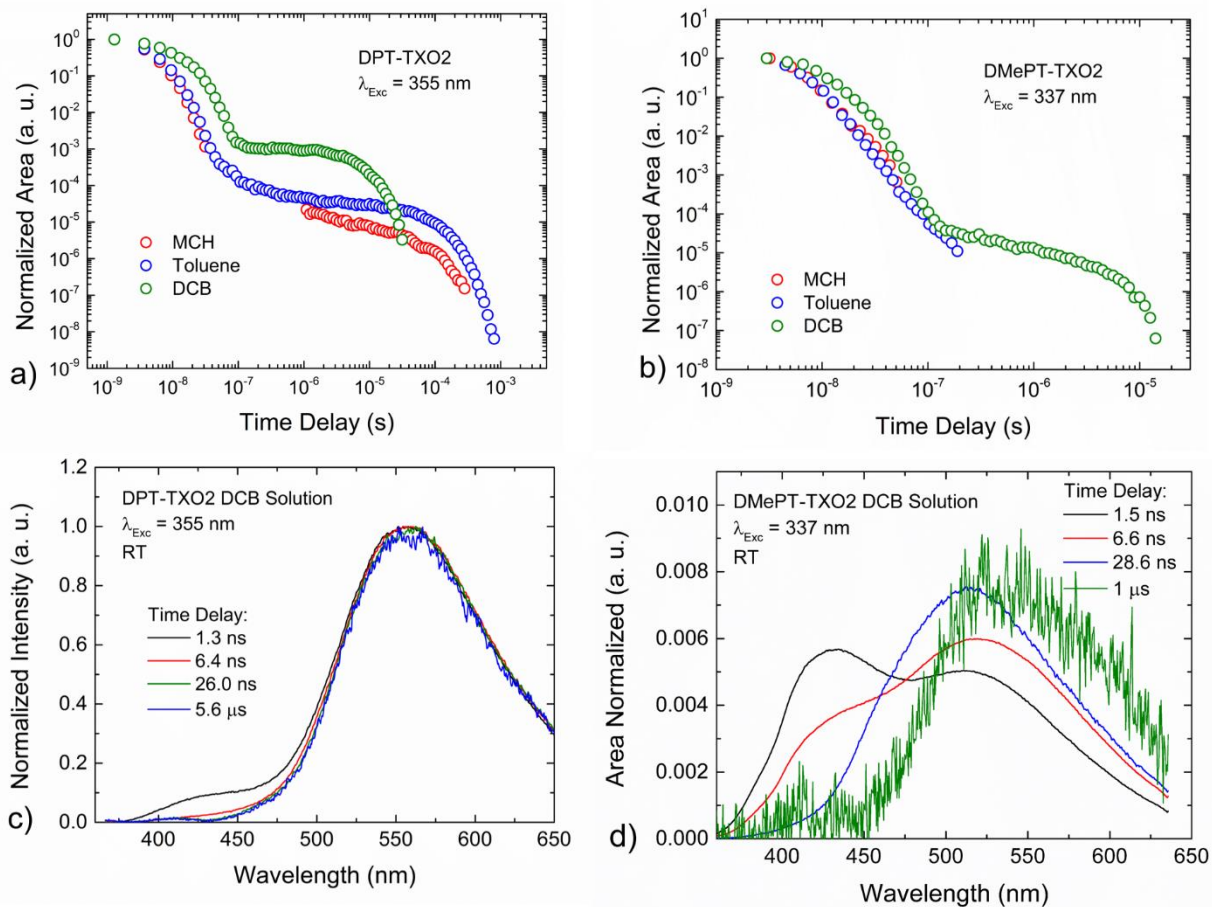 DPT-TXO2
λExc = 355 nm
MCH
Toluene
DCB
Normalized Area (a. u.)
10^0
10^-1
10^-2
10^-3
10^-4
10^-5
10^-6
10^-7
10^-8
10^-9
10^-9 10^-8 10^-7 10^-6 10^-5 10^-4 10^-3
Time Delay (s)
a)
DMePT-TXO2
λExc = 337 nm
MCH
Toluene
DCB
Normalized Area (a. u.)
10^1
10^0
10^-1
10^-2
10^-3
10^-4
10^-5
10^-6
10^-7
10^-8
10^-9 10^-8 10^-7 10^-6 10^-5
Time Delay (s)
b)
DPT-TXO2 DCB Solution
λExc = 355 nm
RT
Time Delay:
1.3 ns
6.4 ns
26.0 ns
5.6 μs
Normalized Intensity (a. u.)
1.2
1.0
0.8
0.6
0.4
0.2
0.0
350 400 450 500 550 600 650
Wavelength (nm)
c)
DMePT-TXO2 DCB Solution
λExc = 337 nm
RT
Time Delay:
1.5 ns
6.6 ns
28.6 ns
1 μs
Area Normalized (a. u.)
0.010
0.008
0.006
0.004
0.002
0.000
400 450 500 550 600 650
Wavelength (nm)
d)